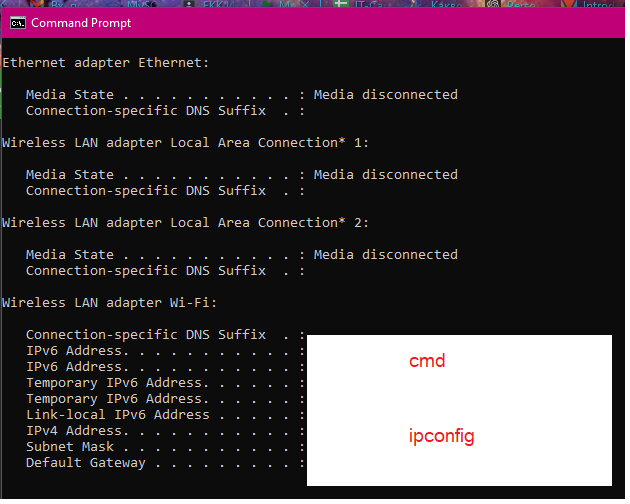 Command Prompt
Ethernet adapter Ethernet:
Media State . . . . . . . . . . . : Media disconnected
Connection-specific DNS Suffix  . :
Wireless LAN adapter Local Area Connection* 1:
Media State . . . . . . . . . . . : Media disconnected
Connection-specific DNS Suffix  . :
Wireless LAN adapter Local Area Connection* 2:
Media State . . . . . . . . . . . : Media disconnected
Connection-specific DNS Suffix  . :
Wireless LAN adapter Wi-Fi:
Connection-specific DNS Suffix  . :
IPv6 Address. . . . . . . . . . . :
cmd
IPv6 Address. . . . . . . . . . . :
Temporary IPv6 Address. . . . . . :
Temporary IPv6 Address. . . . . . :
Link-local IPv6 Address . . . . . :
IPv4 Address. . . . . . . . . . . :
ipconfig
Subnet Mask . . . . . . . . . . . :
Default Gateway . . . . . . . . . :